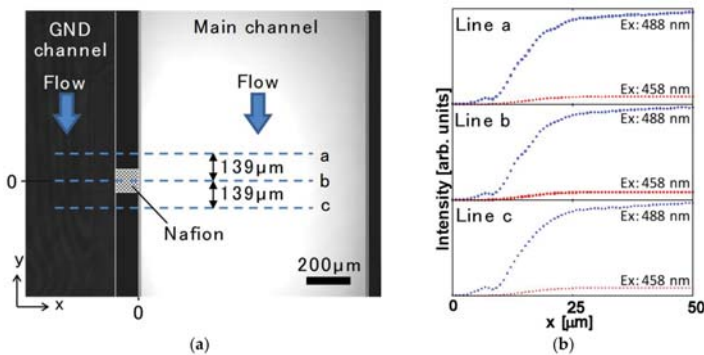 GND channel
Main channel
Flow
Flow
a
139μm
0
b
139μm
c
Nafion
200μm
y
x
0
(a)
Intensity [arb. units]
Line a
Ex: 488 nm
Ex: 458 nm
Line b
Ex: 488 nm
Ex: 458 nm
Line c
Ex: 488 nm
Ex: 458 nm
0
25
50
x [μm]
(b)